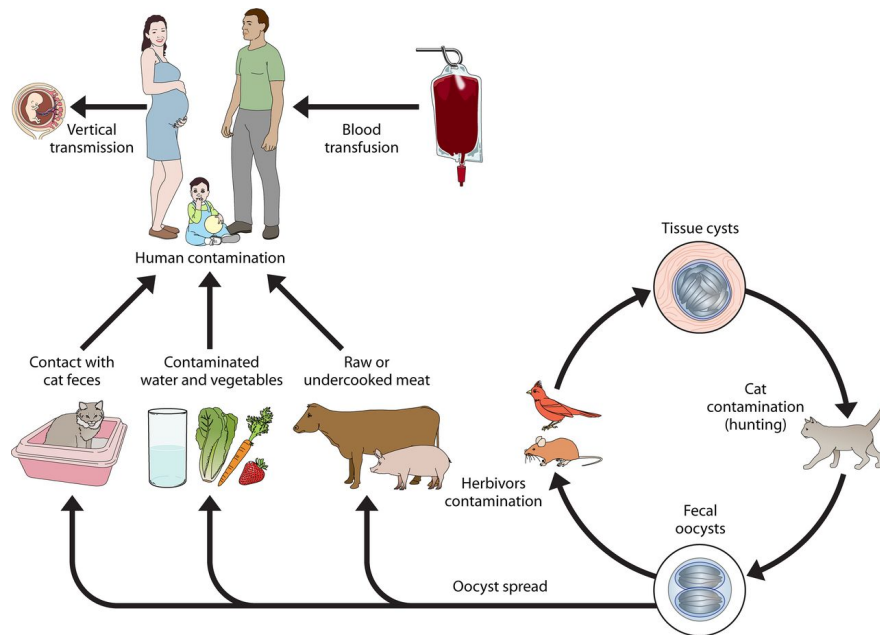 Vertical
transmission
Blood
transfusion
Human contamination
Tissue cysts
Contact with
cat feces
Contaminated
water and vegetables
Raw or
undercooked meat
Cat
contamination
(hunting)
Herbivors
contamination
Fecal
oocysts
Oocyst spread